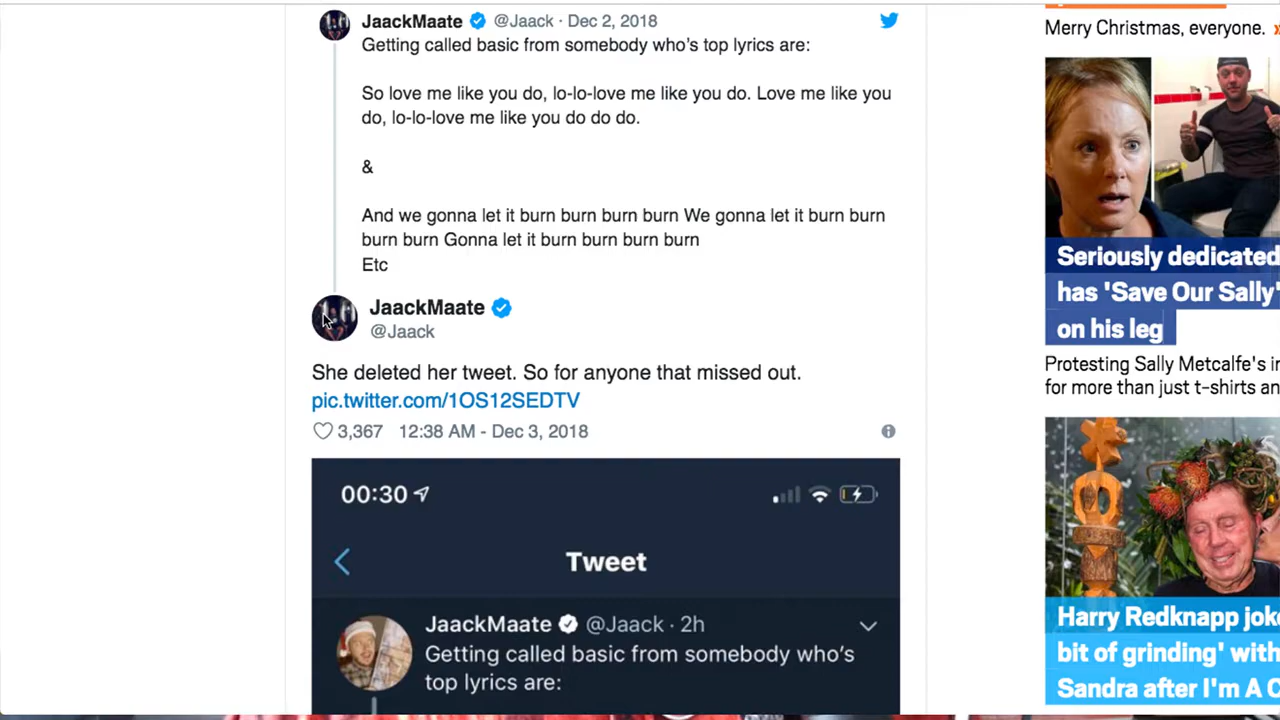 JaackMaate @Jaack · Dec 2, 2018
Getting called basic from somebody who's top lyrics are:
So love me like you do, lo-lo-love me like you do. Love me like you
do, lo-lo-love me like you do do do.
&
And we gonna let it burn burn burn burn We gonna let it burn burn
burn burn Gonna let it burn burn burn burn
Etc
JaackMaate
@Jaack
She deleted her tweet. So for anyone that missed out.
pic.twitter.com/1OS12SEDTV
3,367 12:38 AM - Dec 3, 2018
00:30
Tweet
JaackMaate @Jaack · 2h
Getting called basic from somebody who's
top lyrics are:
Merry Christmas, everyone. »
Seriously dedicated
has 'Save Our Sally'
on his leg
Protesting Sally Metcalfe's
for more than just t-shirts
Harry Redknapp
bit of grinding' with
Sandra after I'm A